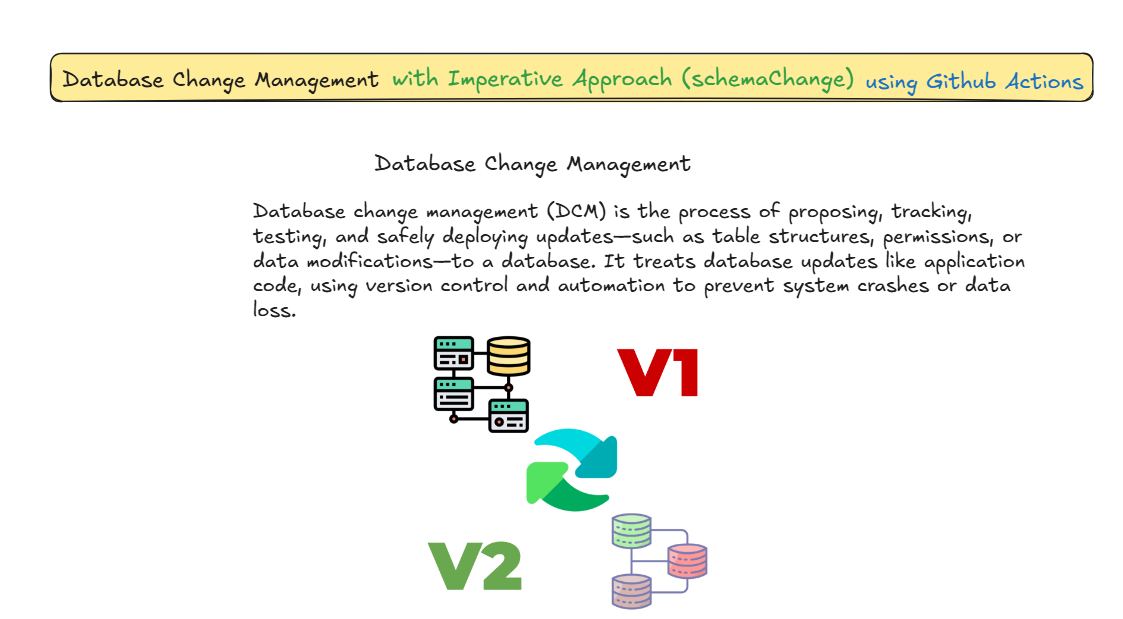 Database Change Management with Imperative Approach (schemaChange) using Github Actions
Database Change Management
Database change management (DCM) is the process of proposing, tracking,
testing, and safely deploying updates—such as table structures, permissions, or
data modifications—to a database. It treats database updates like application
code, using version control and automation to prevent system crashes or data
loss.
V1
V2